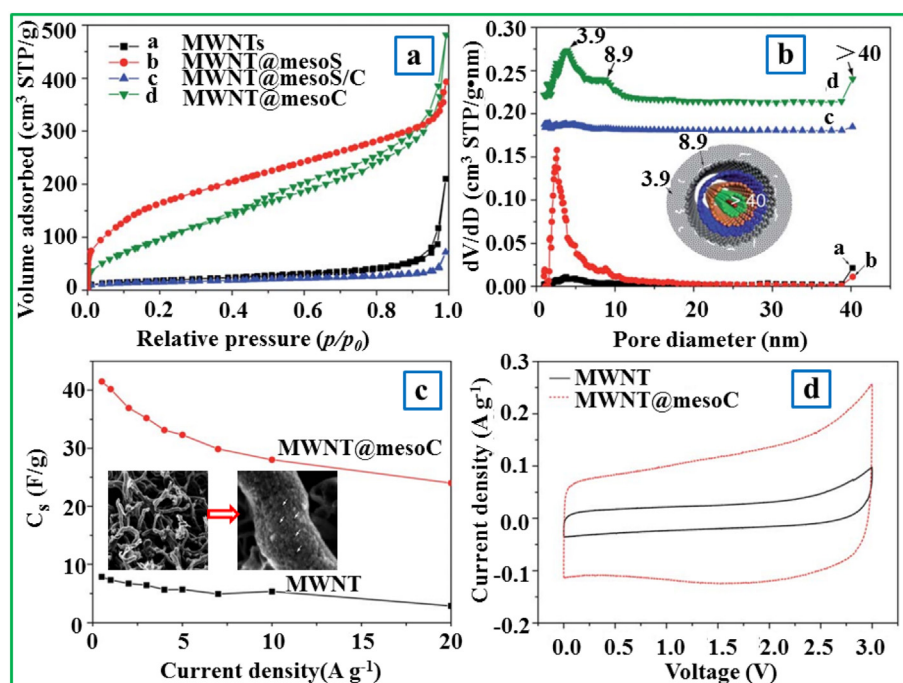 500
400
300
200
100
0
0.0 0.2 0.4 0.6 0.8 1.0
Volume adsorbed (cm³ STP/g)
Relative pressure (p/p₀)
a MWNTs
b MWNT@mesoS
c MWNT@mesoS/C
d MWNT@mesoC
a
0.30
0.25
0.20
0.15
0.10
0.05
0.00
0 10 20 30 40
dV/dD (cm³ STP/g•nm)
Pore diameter (nm)
3.9
8.9
b
> 40
d
c
8.9
3.9
> 40
a
b
40
30
20
10
0
0 5 10 15 20
Cs (F/g)
Current density(A g⁻¹)
c
MWNT@mesoC
MWNT
0.3
0.2
0.1
0.0
-0.1
-0.2
0.0 0.5 1.0 1.5 2.0 2.5 3.0
Current density (A g⁻¹)
Voltage (V)
MWNT
MWNT@mesoC
d